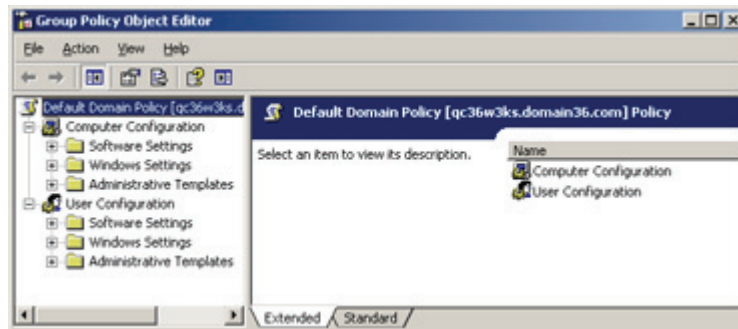 Group Policy Object Editor
File Action View Help
Default Domain Policy [qc36w3ks.d
Computer Configuration
Software Settings
Windows Settings
Administrative Templates
User Configuration
Software Settings
Windows Settings
Administrative Templates
Default Domain Policy [qc36w3ks.domain36.com] Policy
Select an item to view its description.
Name
Computer Configuration
User Configuration
Extended Standard